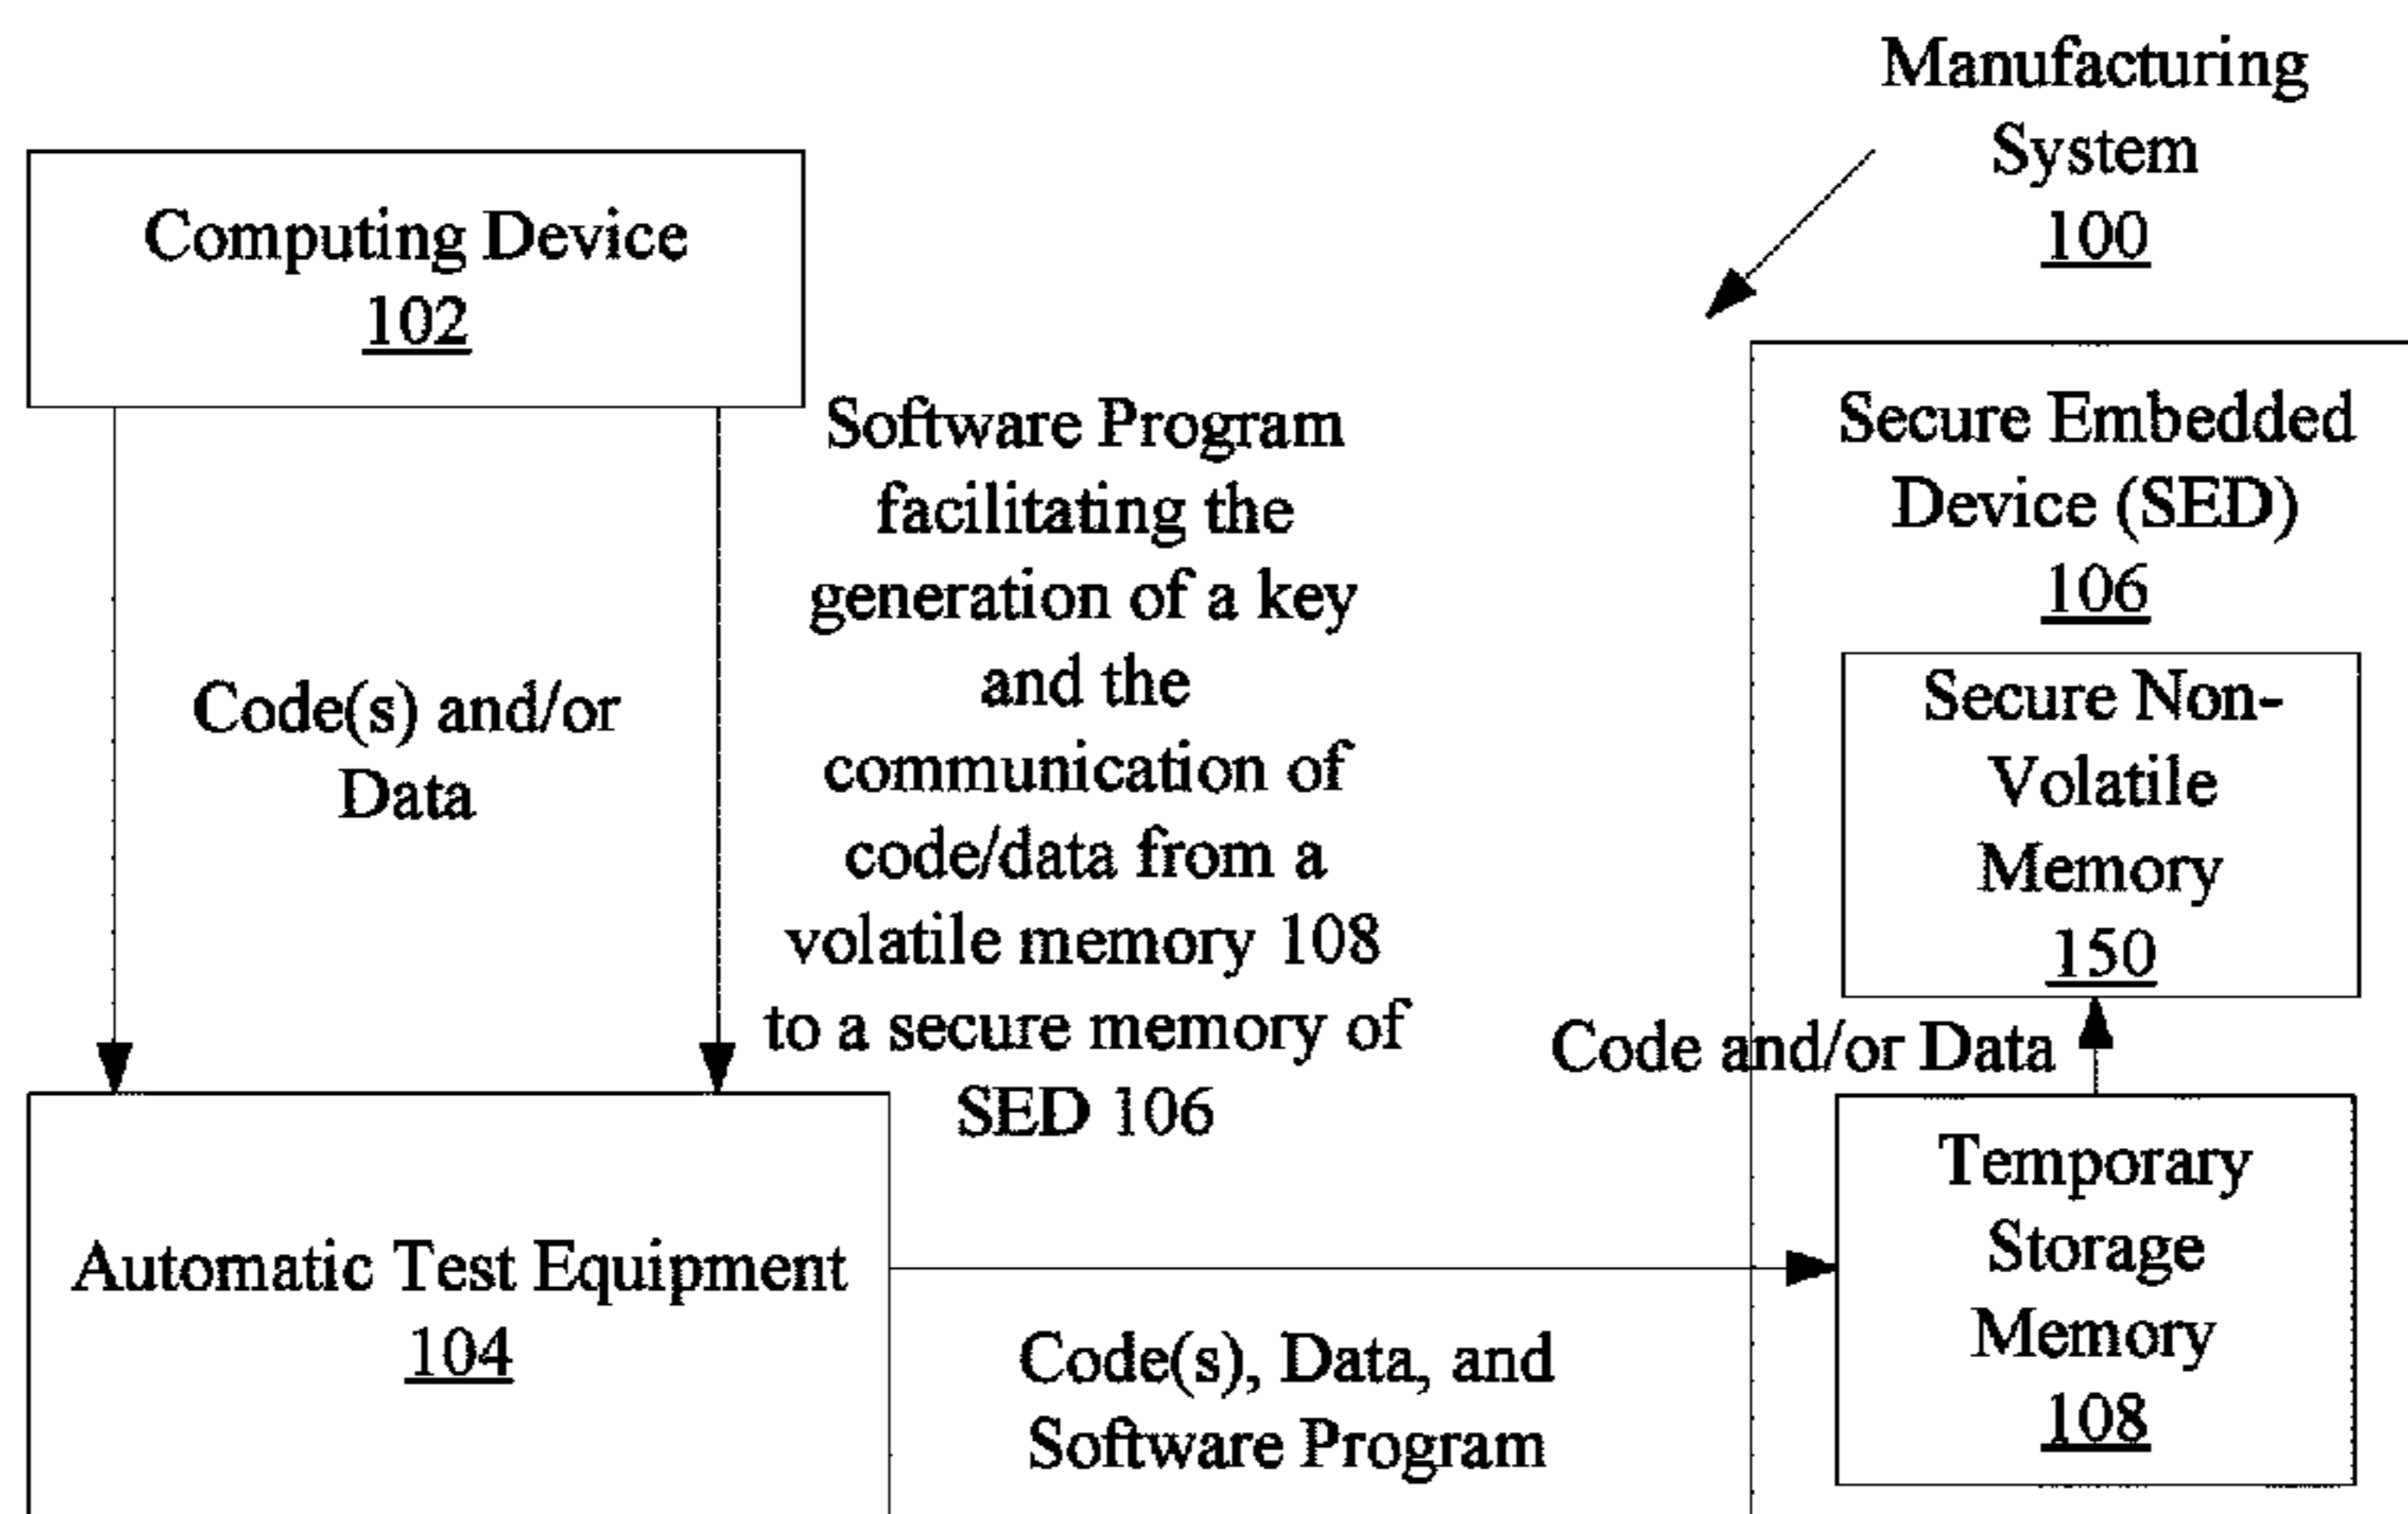 Manufacturing
System
100
Computing Device
102
Software Program
facilitating the
generation of a key
and the
communication of
code/data from a
volatile memory 108
to a secure memory of
SED 106
Code(s) and/or
Data
Secure Embedded
Device (SED)
106
Secure Non-
Volatile
Memory
150
Code and/or Data
Temporary
Storage
Memory
108
Automatic Test Equipment
104
Code(s), Data, and
Software Program